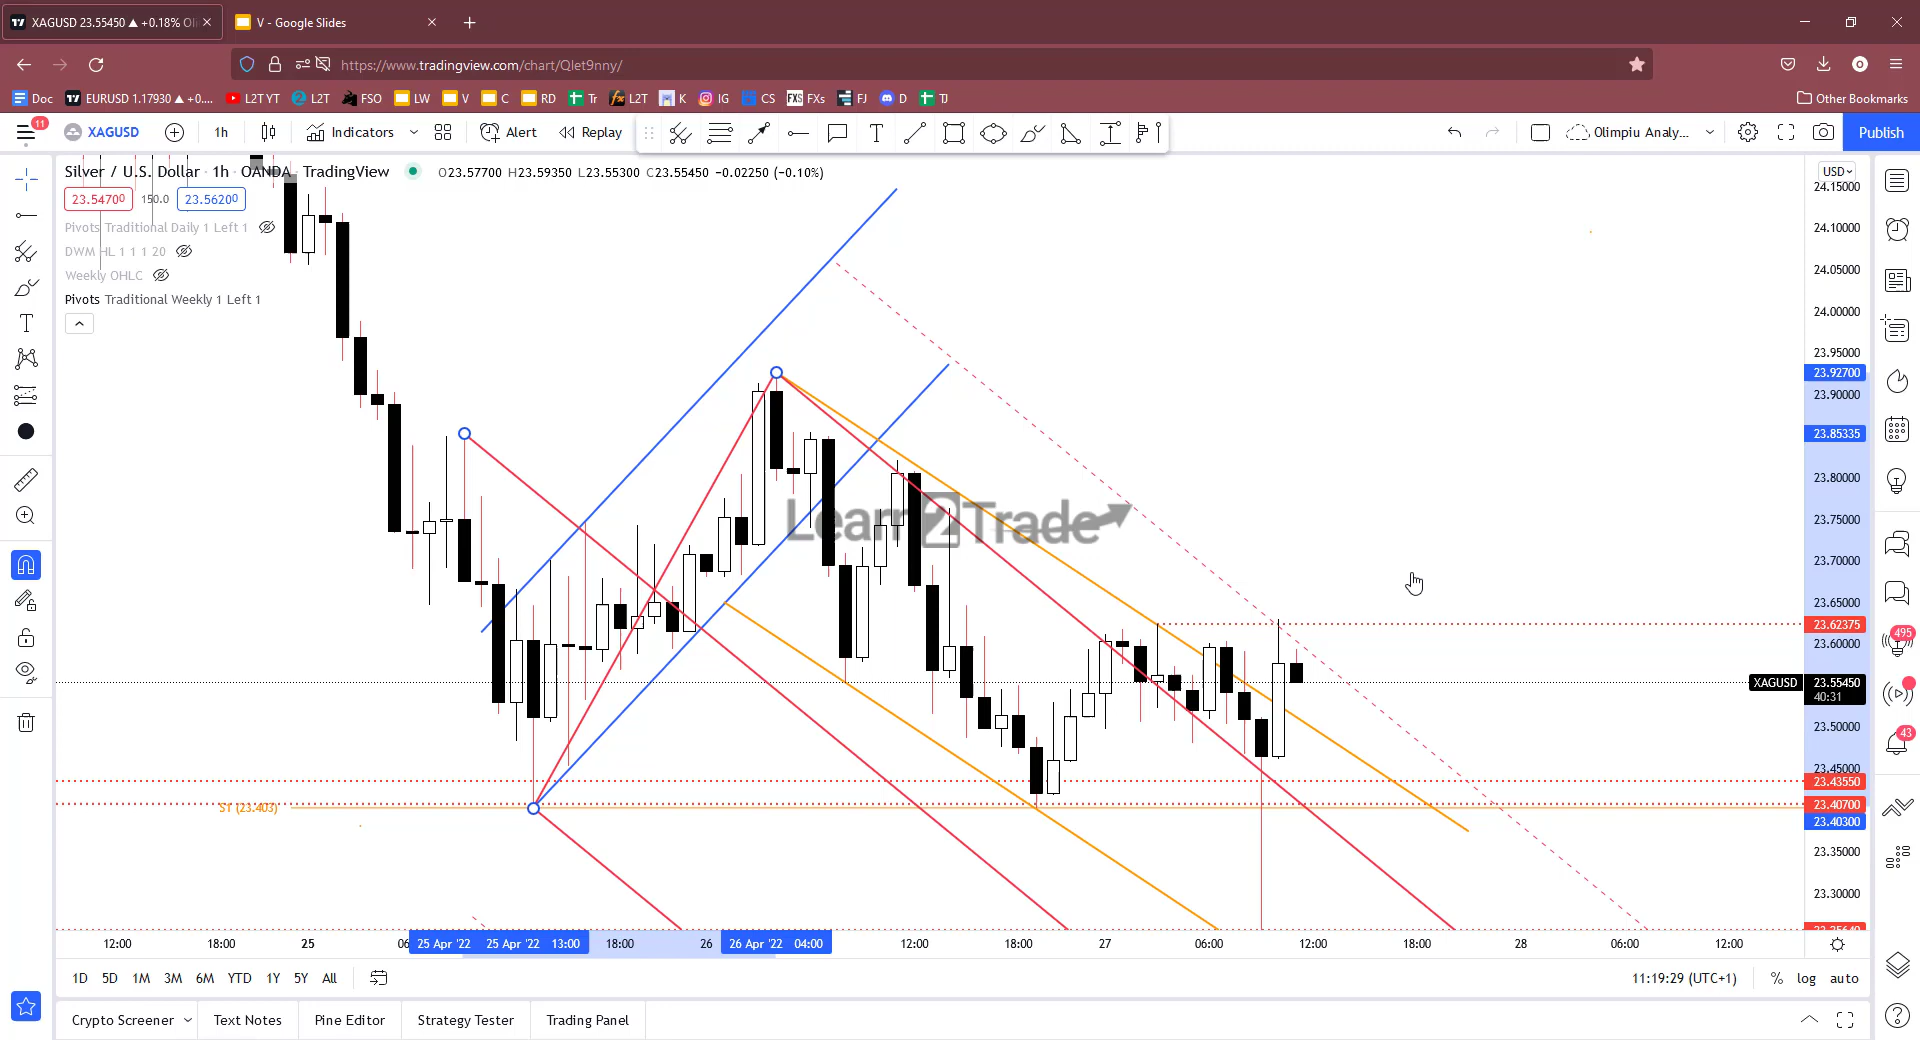 XAGUSD 23.55450 ▲ +0.18% Oli
V - Google Slides
https://www.tradingview.com/chart/Qlet9nny/
Doc EURUSD 1.17930 ▲ +0.... L2T YT L2T FSO LW V C RD Tr L2T K IG CS FXs FJ D TJ Other Bookmarks
11 XAGUSD 1h Indicators Alert Replay Olimpiu Analy... Publish
Silver / U.S. Dollar · 1h · OANDA · TradingView O23.57700 H23.59350 L23.55300 C23.55450 −0.02250 (−0.10%)
23.54700 150.0 23.56200
Pivots Traditional Daily 1 Left 1
DWM HL 1 1 1 20
Weekly OHLC
Pivots Traditional Weekly 1 Left 1
USD
24.15000
24.10000
24.05000
24.00000
23.95000
23.92700
23.90000
23.85335
23.80000
23.75000
23.70000
23.65000
23.62375
23.60000
XAGUSD 23.55450
40:31
23.50000
23.45000
23.43550
23.40700
23.40300
23.35000
23.30000
Learn2Trade
S1 (23.403)
495
43
12:00 18:00 25 06 25 Apr '22 25 Apr '22 13:00 18:00 26 26 Apr '22 04:00 12:00 18:00 27 06:00 12:00 18:00 28 06:00 12:00
1D 5D 1M 3M 6M YTD 1Y 5Y All 11:19:29 (UTC+1) % log auto
Crypto Screener Text Notes Pine Editor Strategy Tester Trading Panel